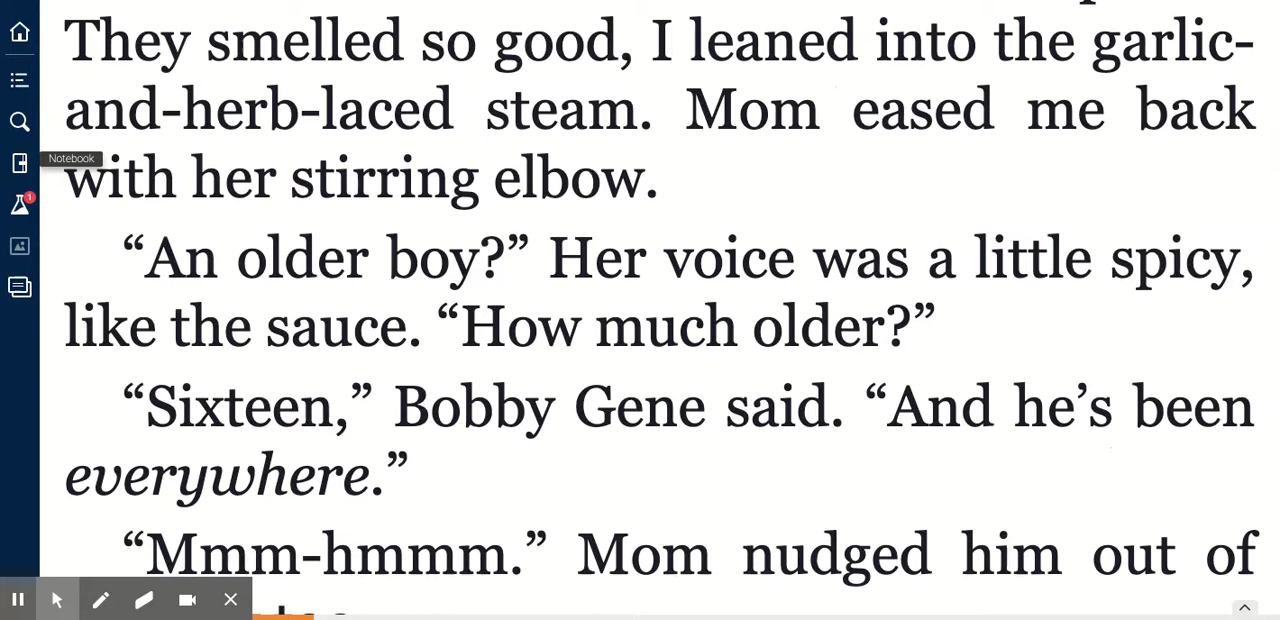 They smelled so good, I leaned into the garlic-
and-herb-laced steam. Mom eased me back
Notebook
with her stirring elbow.
1
“An older boy?” Her voice was a little spicy,
like the sauce. “How much older?”
“Sixteen,” Bobby Gene said. “And he’s been
everywhere.”
“Mmm-hmmm.” Mom nudged him out of